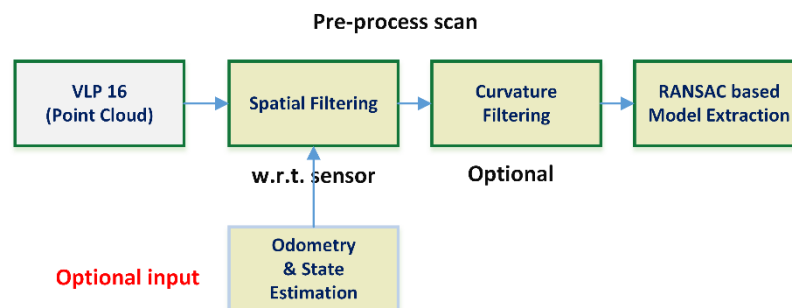 Pre-process scan
VLP 16
(Point Cloud)
Spatial Filtering
Curvature
Filtering
RANSAC based
Model Extraction
w.r.t. sensor
Optional
Optional input
Odometry
& State
Estimation